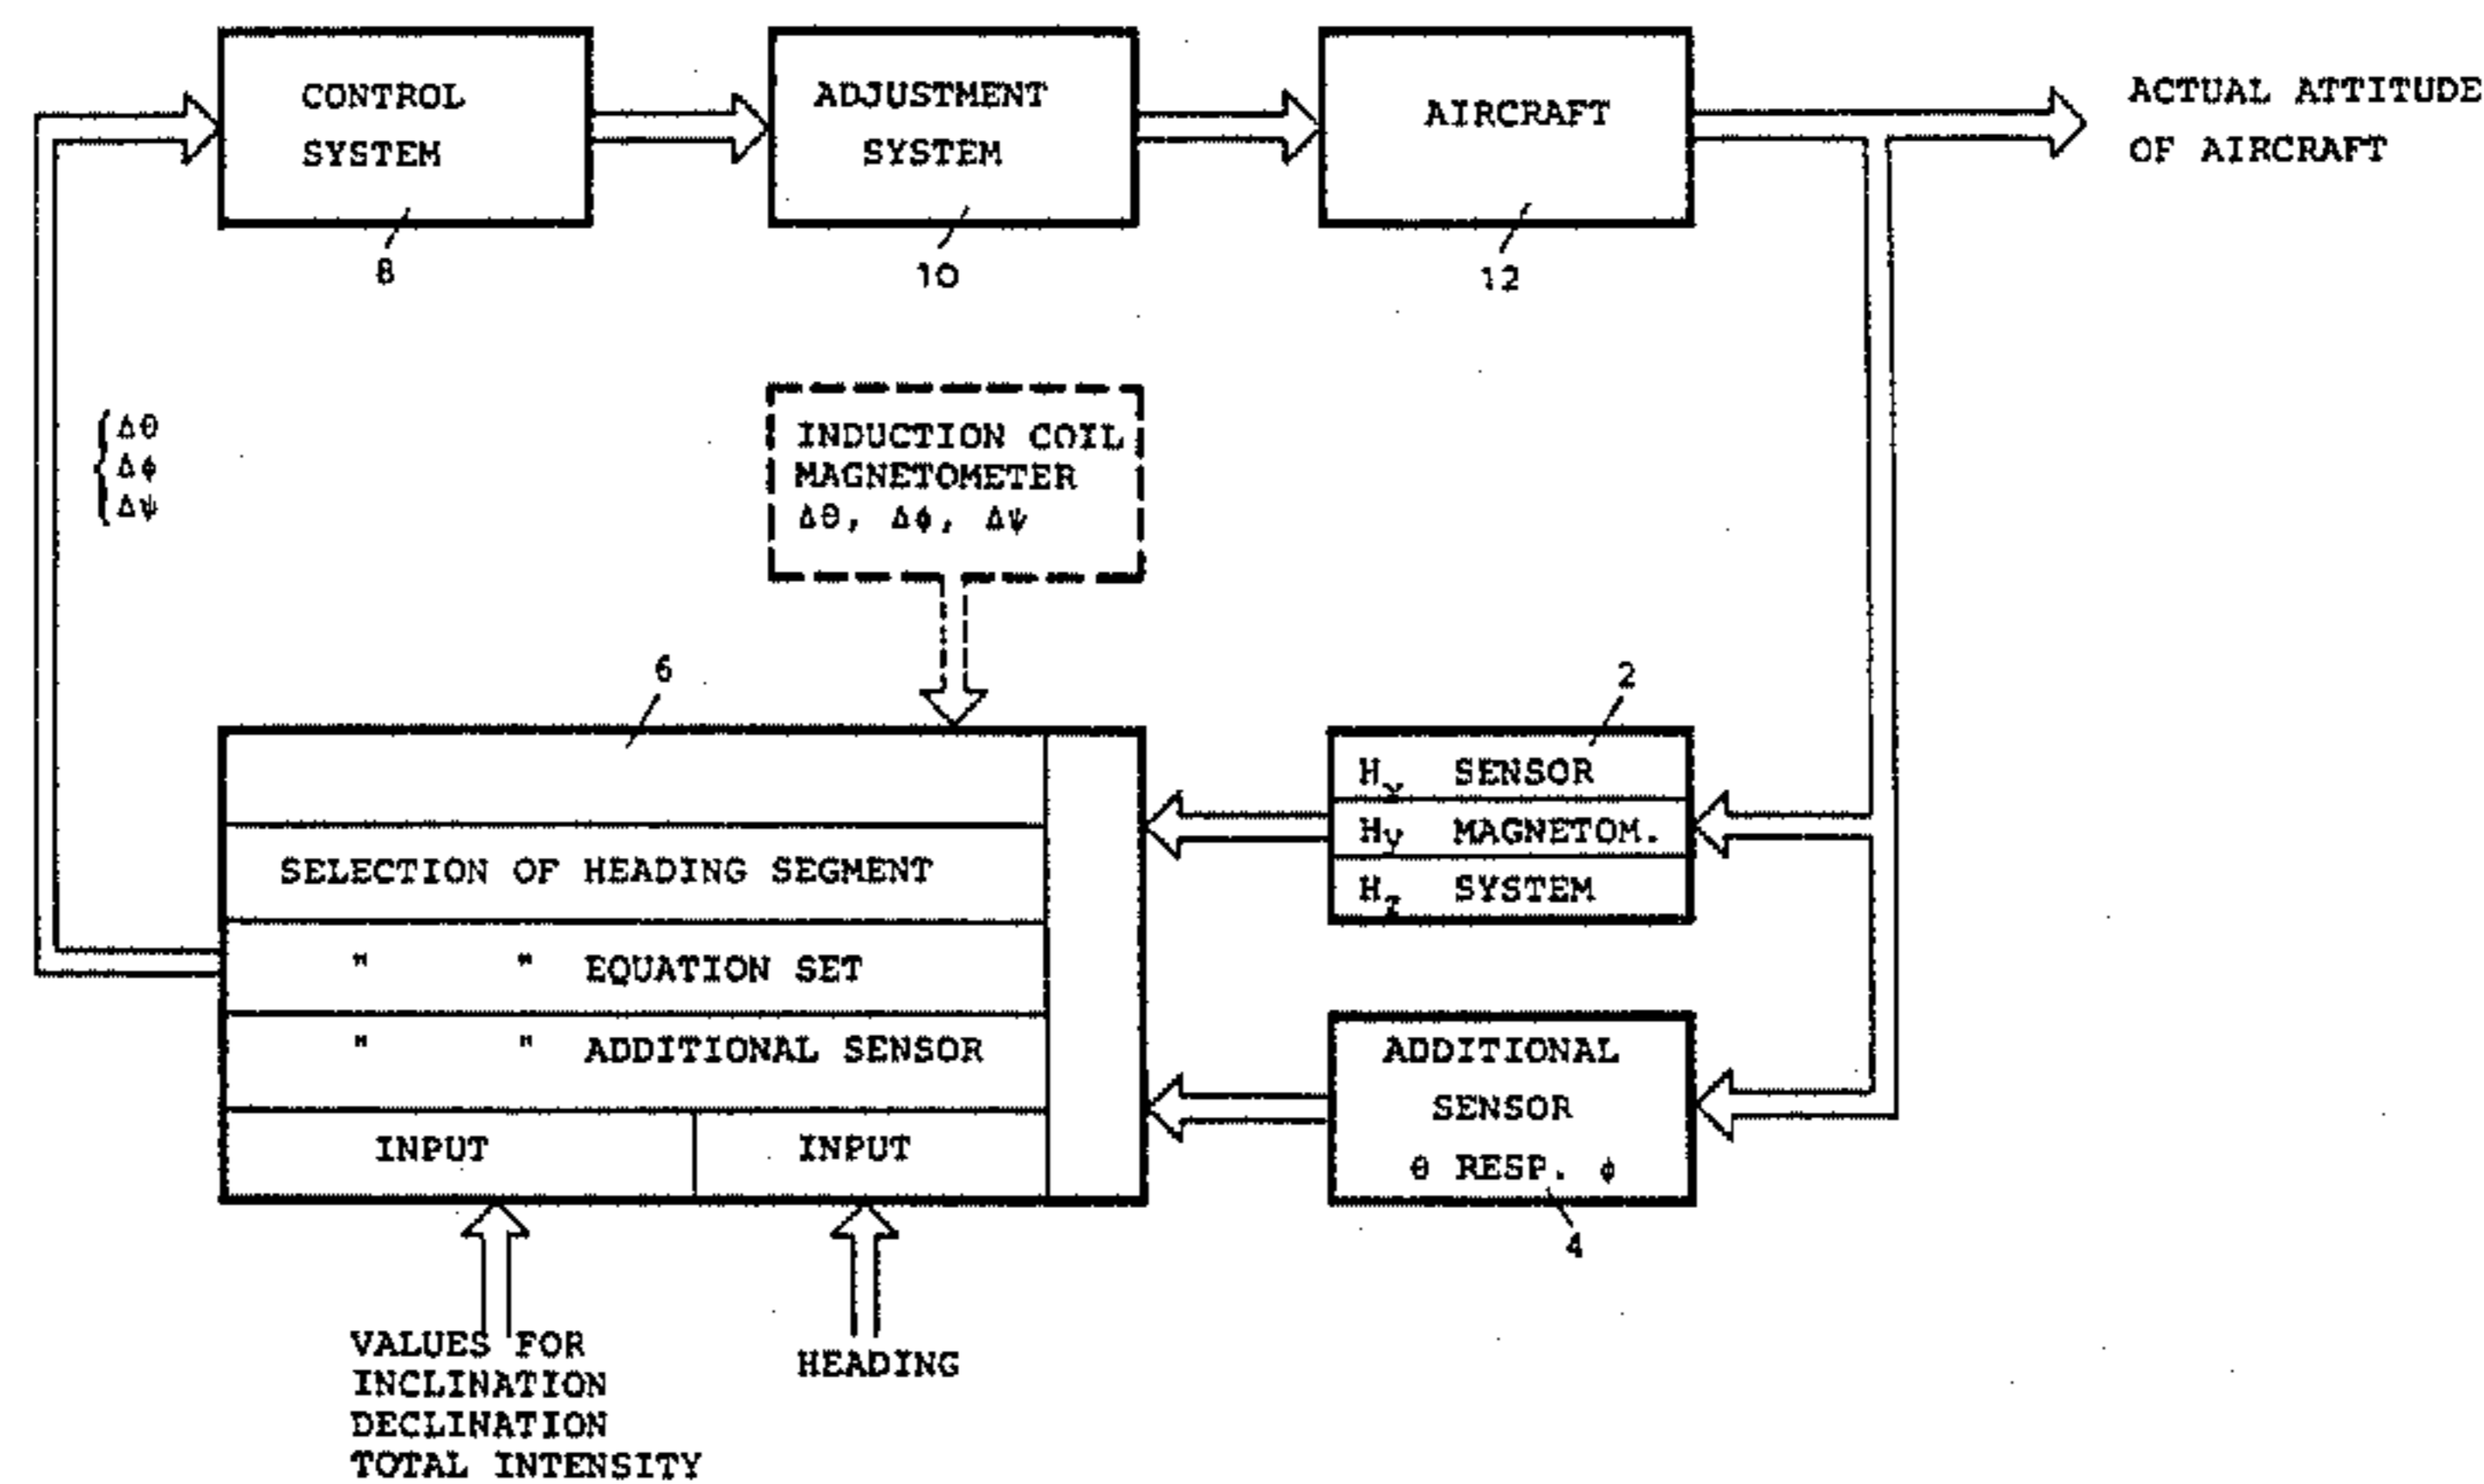 CONTROL
SYSTEM
8
ADJUSTMENT
SYSTEM
10
AIRCRAFT
12
ACTUAL ATTITUDE
OF AIRCRAFT
Δθ
Δϕ
Δψ
INDUCTION COIL
MAGNETOMETER
Δθ, Δϕ, Δψ
6
SELECTION OF HEADING SEGMENT
" " EQUATION SET
" " ADDITIONAL SENSOR
INPUT INPUT
2
Hx SENSOR
Hy MAGNETOM.
Hz SYSTEM
ADDITIONAL
SENSOR
θ RESP. ϕ
4
VALUES FOR
INCLINATION
DECLINATION
TOTAL INTENSITY
HEADING